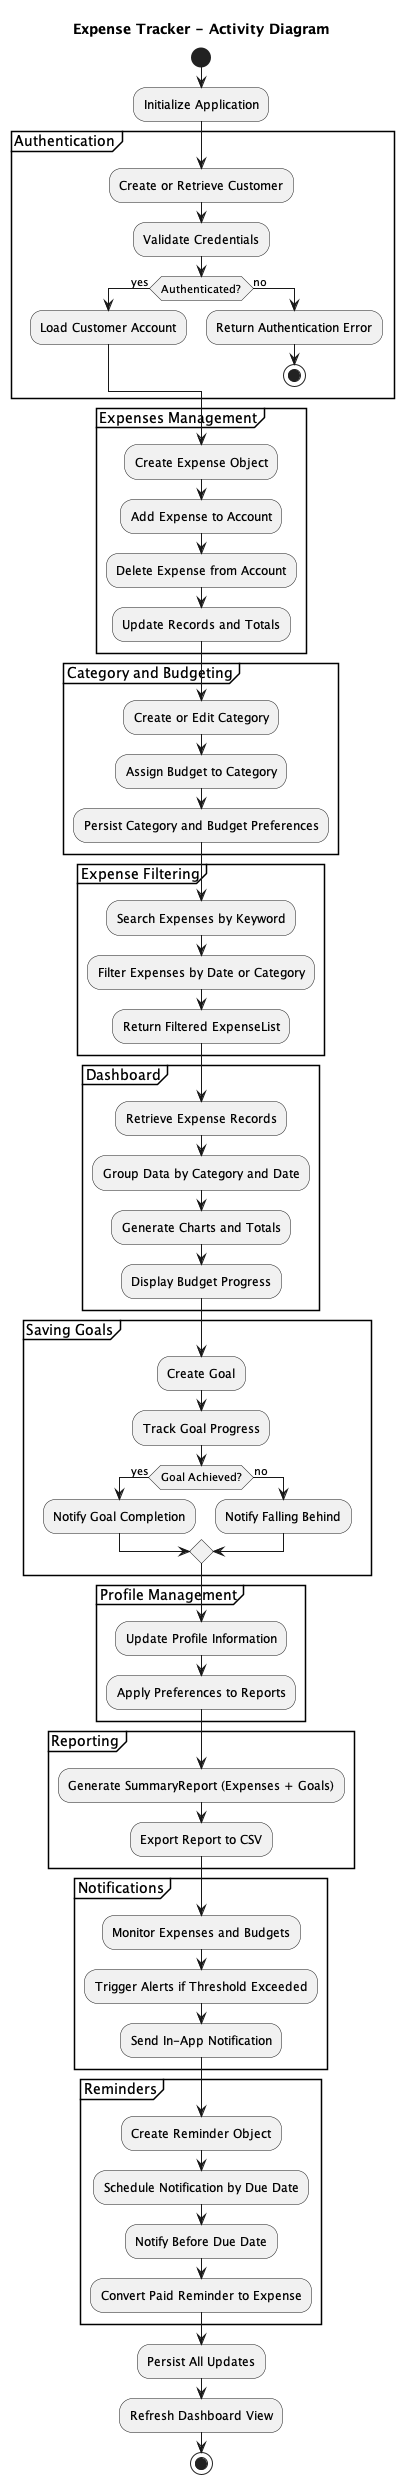 Expense Tracker - Activity Diagram
Initialize Application
Authentication
Create or Retrieve Customer
Validate Credentials
yes
Authenticated?
no
Load Customer Account
Return Authentication Error
Expenses Management
Create Expense Object
Add Expense to Account
Delete Expense from Account
Update Records and Totals
Category and Budgeting
Create or Edit Category
Assign Budget to Category
Persist Category and Budget Preferences
Expense Filtering
Search Expenses by Keyword
Filter Expenses by Date or Category
Return Filtered ExpenseList
Dashboard
Retrieve Expense Records
Group Data by Category and Date
Generate Charts and Totals
Display Budget Progress
Saving Goals
Create Goal
Track Goal Progress
yes
Goal Achieved?
no
Notify Goal Completion
Notify Falling Behind
Profile Management
Update Profile Information
Apply Preferences to Reports
Reporting
Generate SummaryReport (Expenses + Goals)
Export Report to CSV
Notifications
Monitor Expenses and Budgets
Trigger Alerts if Threshold Exceeded
Send In-App Notification
Reminders
Create Reminder Object
Schedule Notification by Due Date
Notify Before Due Date
Convert Paid Reminder to Expense
Persist All Updates
Refresh Dashboard View